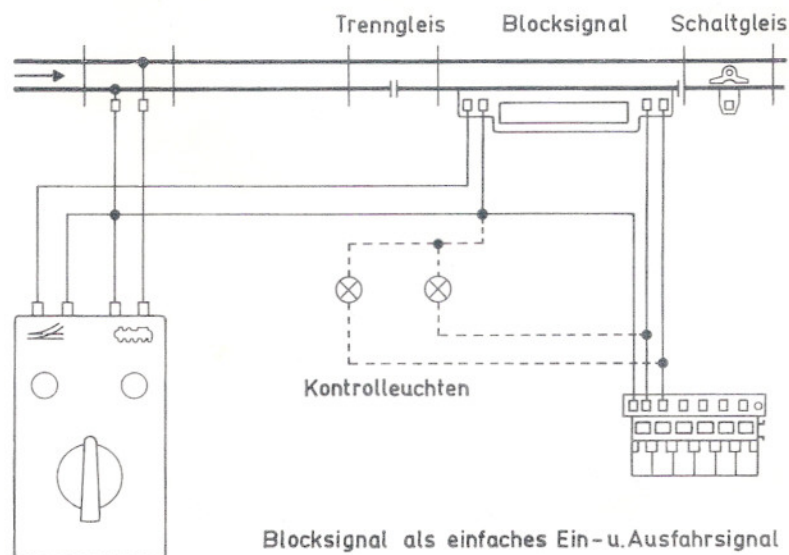 Trenngleis
Blocksignal
Schaltgleis
Kontrolleuchten
Blocksignal als einfaches Ein-u.Ausfahrsignal